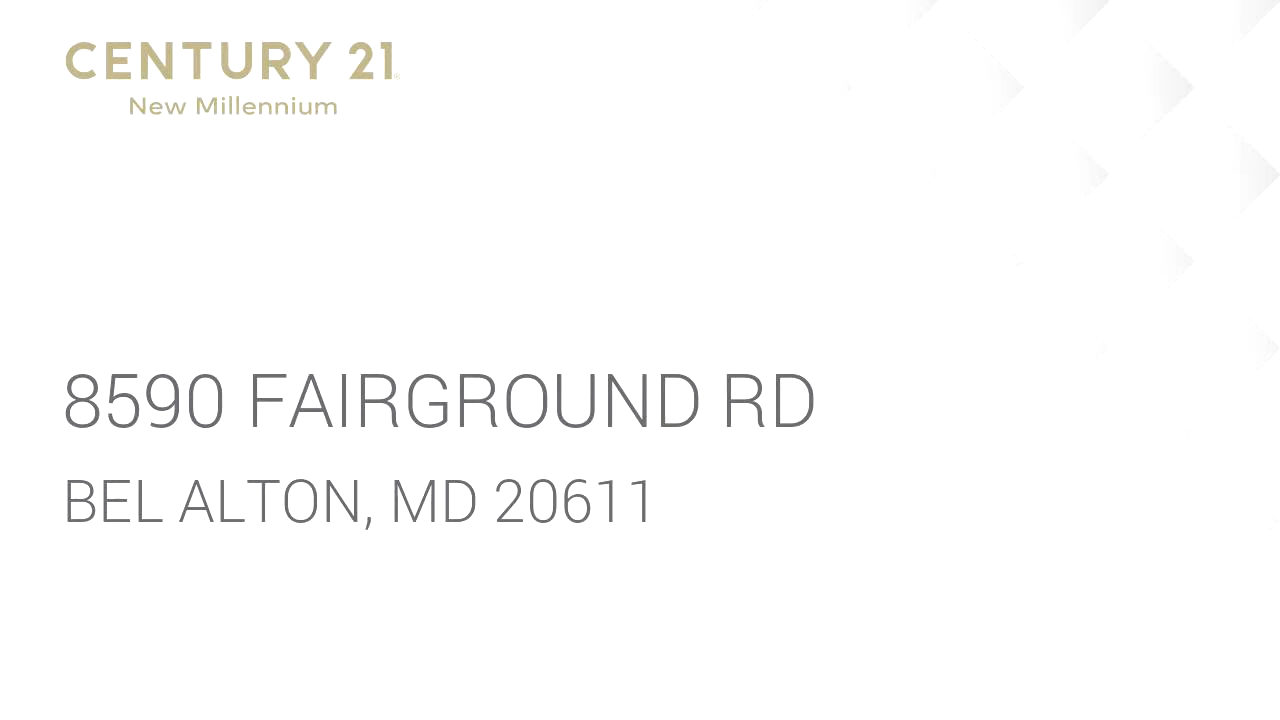 CENTURY 21
New Millennium
8590 FAIRGROUND RD
BEL ALTON, MD 20611